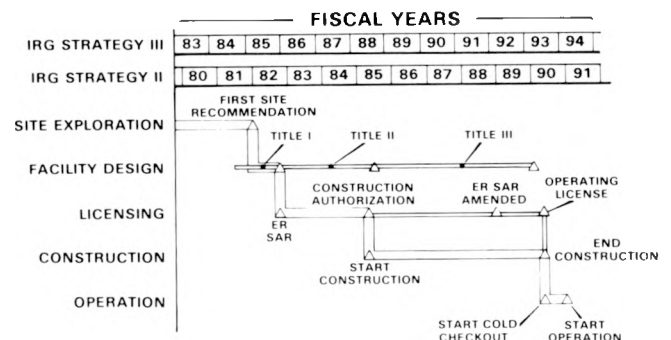 FISCAL YEARS
IRG STRATEGY III 83 84 85 86 87 88 89 90 91 92 93 94
IRG STRATEGY II 80 81 82 83 84 85 86 87 88 89 90 91
FIRST SITE
RECOMMENDATION
SITE EXPLORATION
TITLE I TITLE II TITLE III
FACILITY DESIGN
CONSTRUCTION
AUTHORIZATION
ER SAR
AMENDED
OPERATING
LICENSE
LICENSING
ER
SAR
END
CONSTRUCTION
CONSTRUCTION
START
CONSTRUCTION
OPERATION
START COLD
CHECKOUT
START
OPERATION